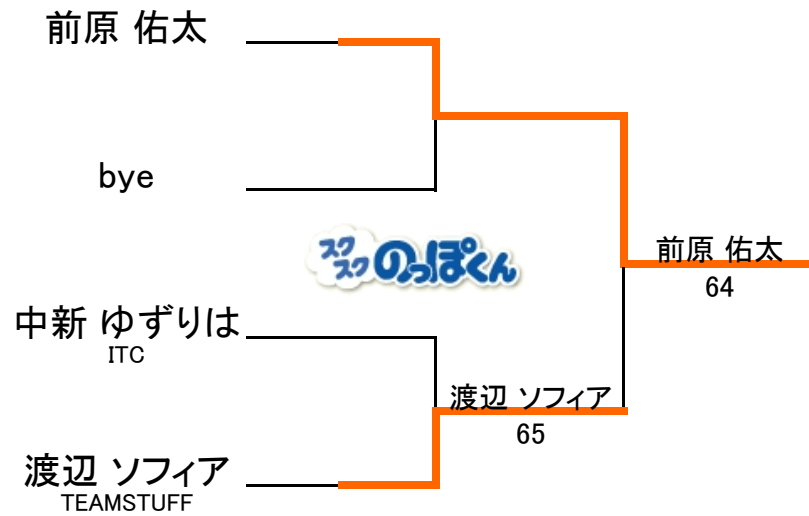 前原 佑太
bye
スク
スク のっぽくん
前原 佑太
64
中新 ゆずりは
ITC
渡辺 ソフィア
65
渡辺 ソフィア
TEAMSTUFF